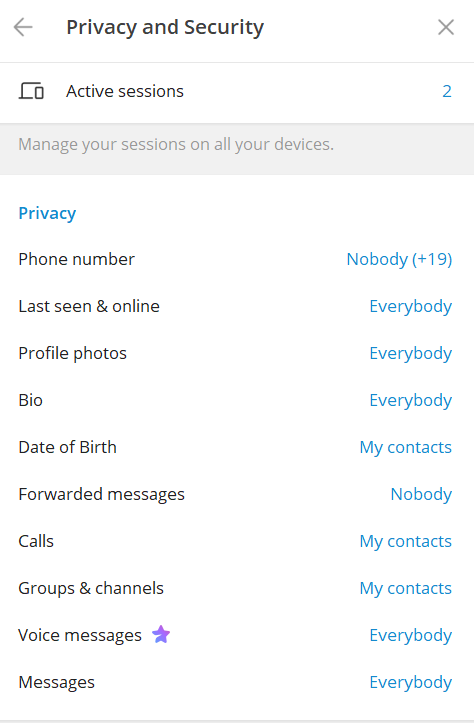 Privacy and Security
Active sessions 2
Manage your sessions on all your devices.
Privacy
Phone number Nobody (+19)
Last seen & online Everybody
Profile photos Everybody
Bio Everybody
Date of Birth My contacts
Forwarded messages Nobody
Calls My contacts
Groups & channels My contacts
Voice messages Everybody
Messages Everybody